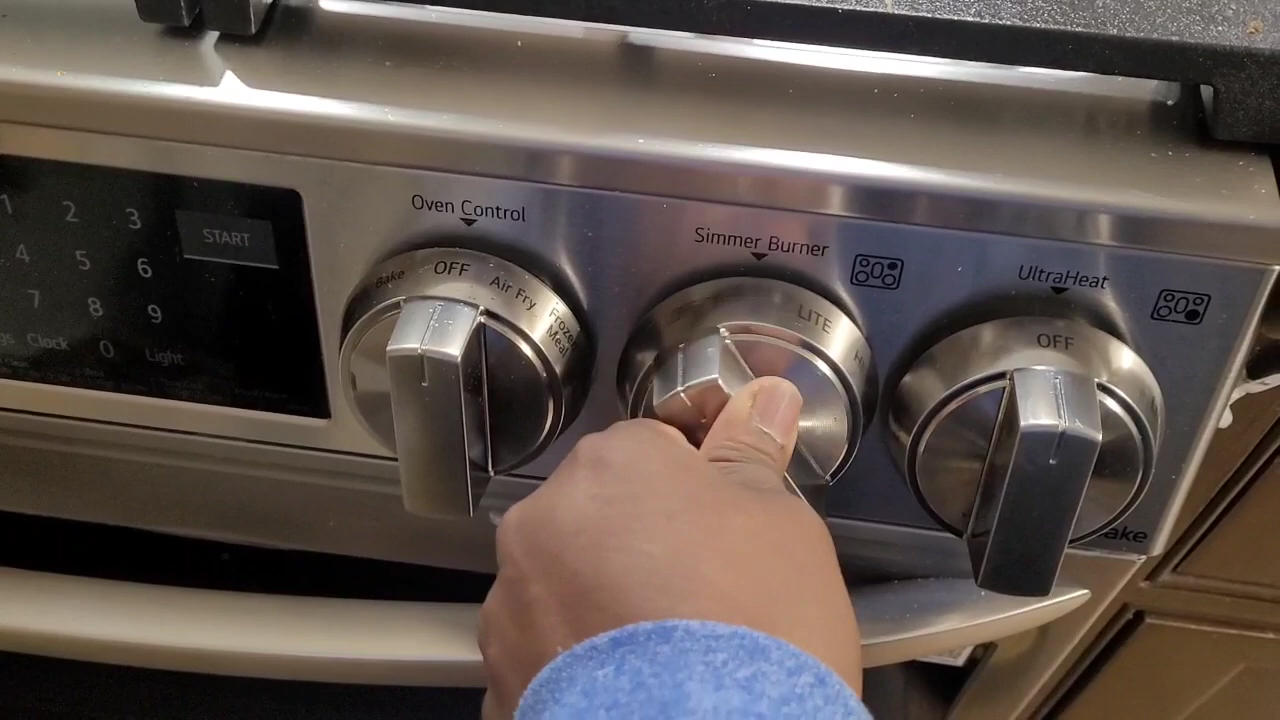 Oven Control
Simmer Burner
UltraHeat
1 2 3
START
4 5 6
7 8 9
Clock 0 Light
Bake OFF Air Fry Frozen Meal
LITE
OFF